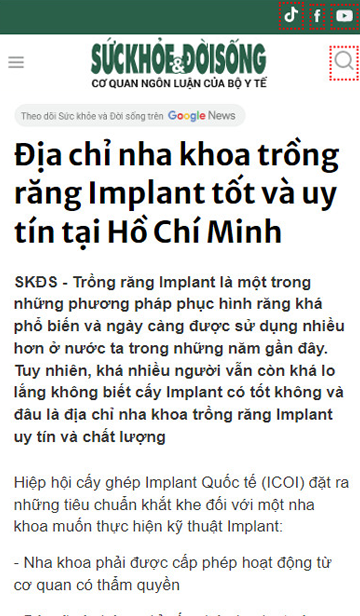 SỨCKHỎE&ĐỜISỐNG
CƠ QUAN NGÔN LUẬN CỦA BỘ Y TẾ
Theo dõi Sức khỏe và Đời sống trên Google News
Địa chỉ nha khoa trồng
răng Implant tốt và uy
tín tại Hồ Chí Minh
SKĐS - Trồng răng Implant là một trong
những phương pháp phục hình răng khá
phổ biến và ngày càng được sử dụng nhiều
hơn ở nước ta trong những năm gần đây.
Tuy nhiên, khá nhiều người vẫn còn khá lo
lắng không biết cấy Implant có tốt không và
đâu là địa chỉ nha khoa trồng răng Implant
uy tín và chất lượng
Hiệp hội cấy ghép Implant Quốc tế (ICOI) đặt ra
những tiêu chuẩn khắt khe đối với một nha
khoa muốn thực hiện kỹ thuật Implant:
- Nha khoa phải được cấp phép hoạt động từ
cơ quan có thẩm quyền